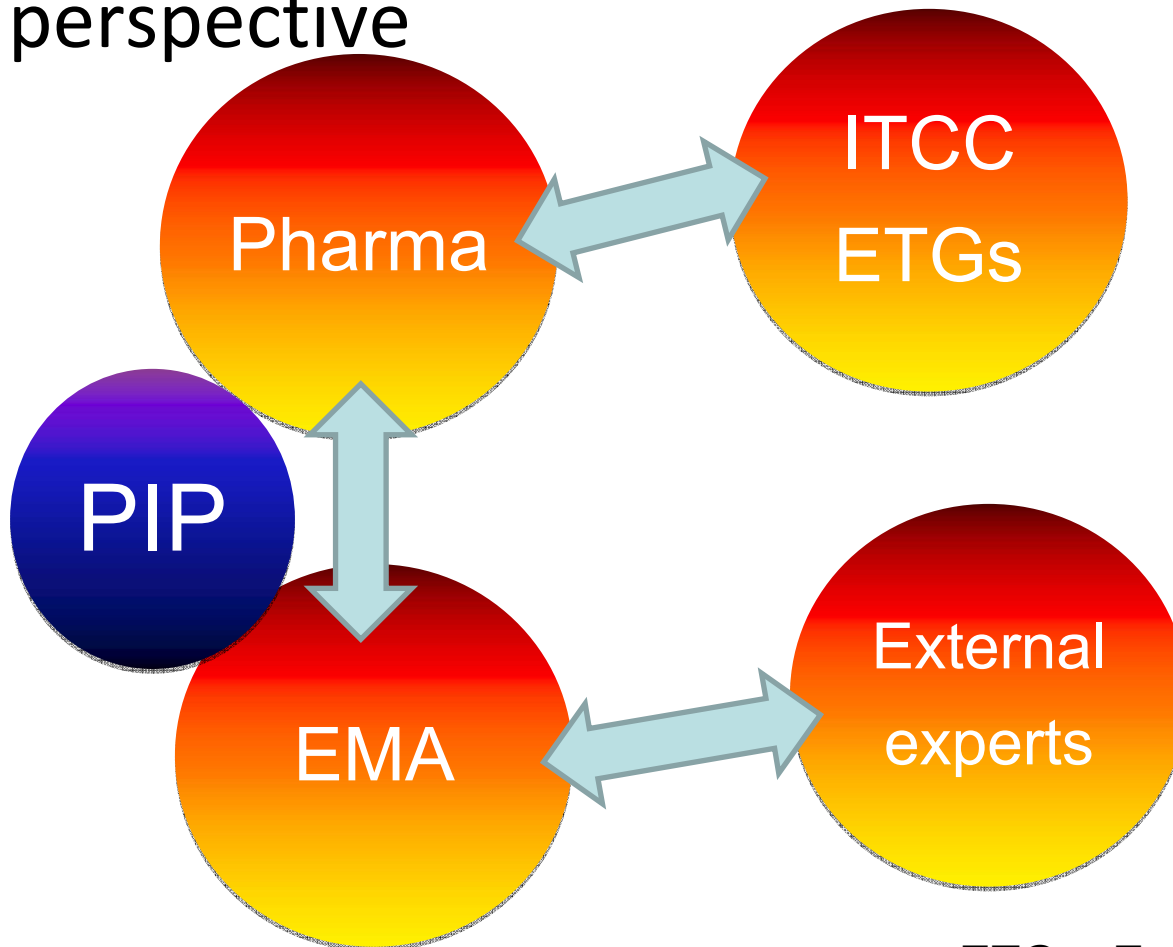 perspective
Pharma
ITCC
ETGs
PIP
EMA
External
experts